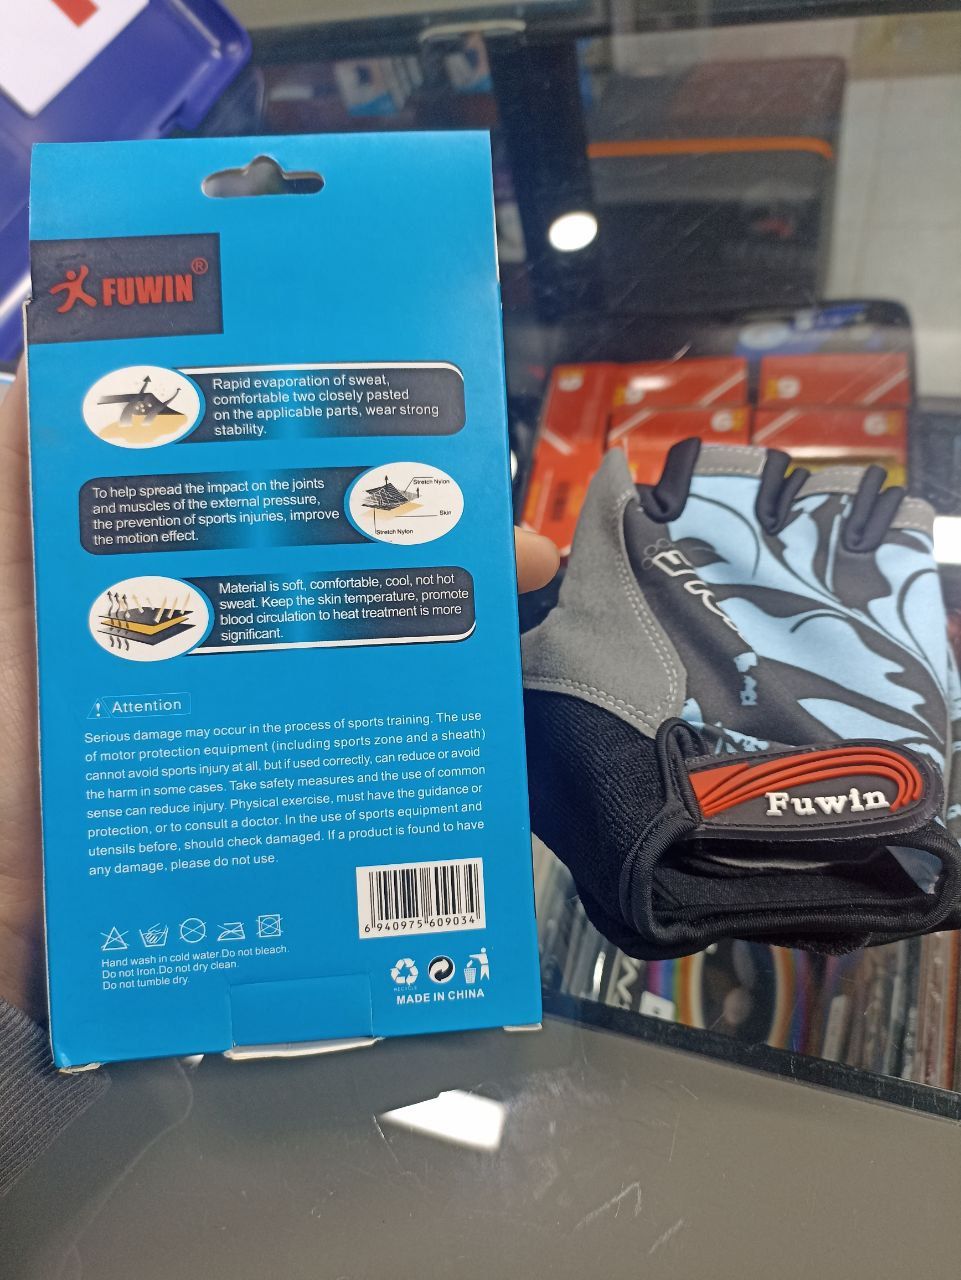 FUWIN®
Rapid evaporation of sweat,
comfortable two closely pasted
on the applicable parts, wear strong
stability.
To help spread the impact on the joints
and muscles of the external pressure,
the prevention of sports injuries, improve
the motion effect.
Stretch Nylon
Skin
Stretch Nylon
Material is soft, comfortable, cool, not hot
sweat. Keep the skin temperature, promote
blood circulation to heat treatment is more
significant.
Attention
Serious damage may occur in the process of sports training. The use
of motor protection equipment (including sports zone and a sheath)
cannot avoid sports injury at all, but if used correctly, can reduce or avoid
the harm in some cases. Take safety measures and the use of common
sense can reduce injury. Physical exercise, must have the guidance or
protection, or to consult a doctor. In the use of sports equipment and
utensils before, should check damaged. If a product is found to have
any damage, please do not use.
6 940975 609034
Hand wash in cold water.Do not bleach.
Do not Iron.Do not dry clean.
Do not tumble dry.
RECYCLE
MADE IN CHINA
Fuwin